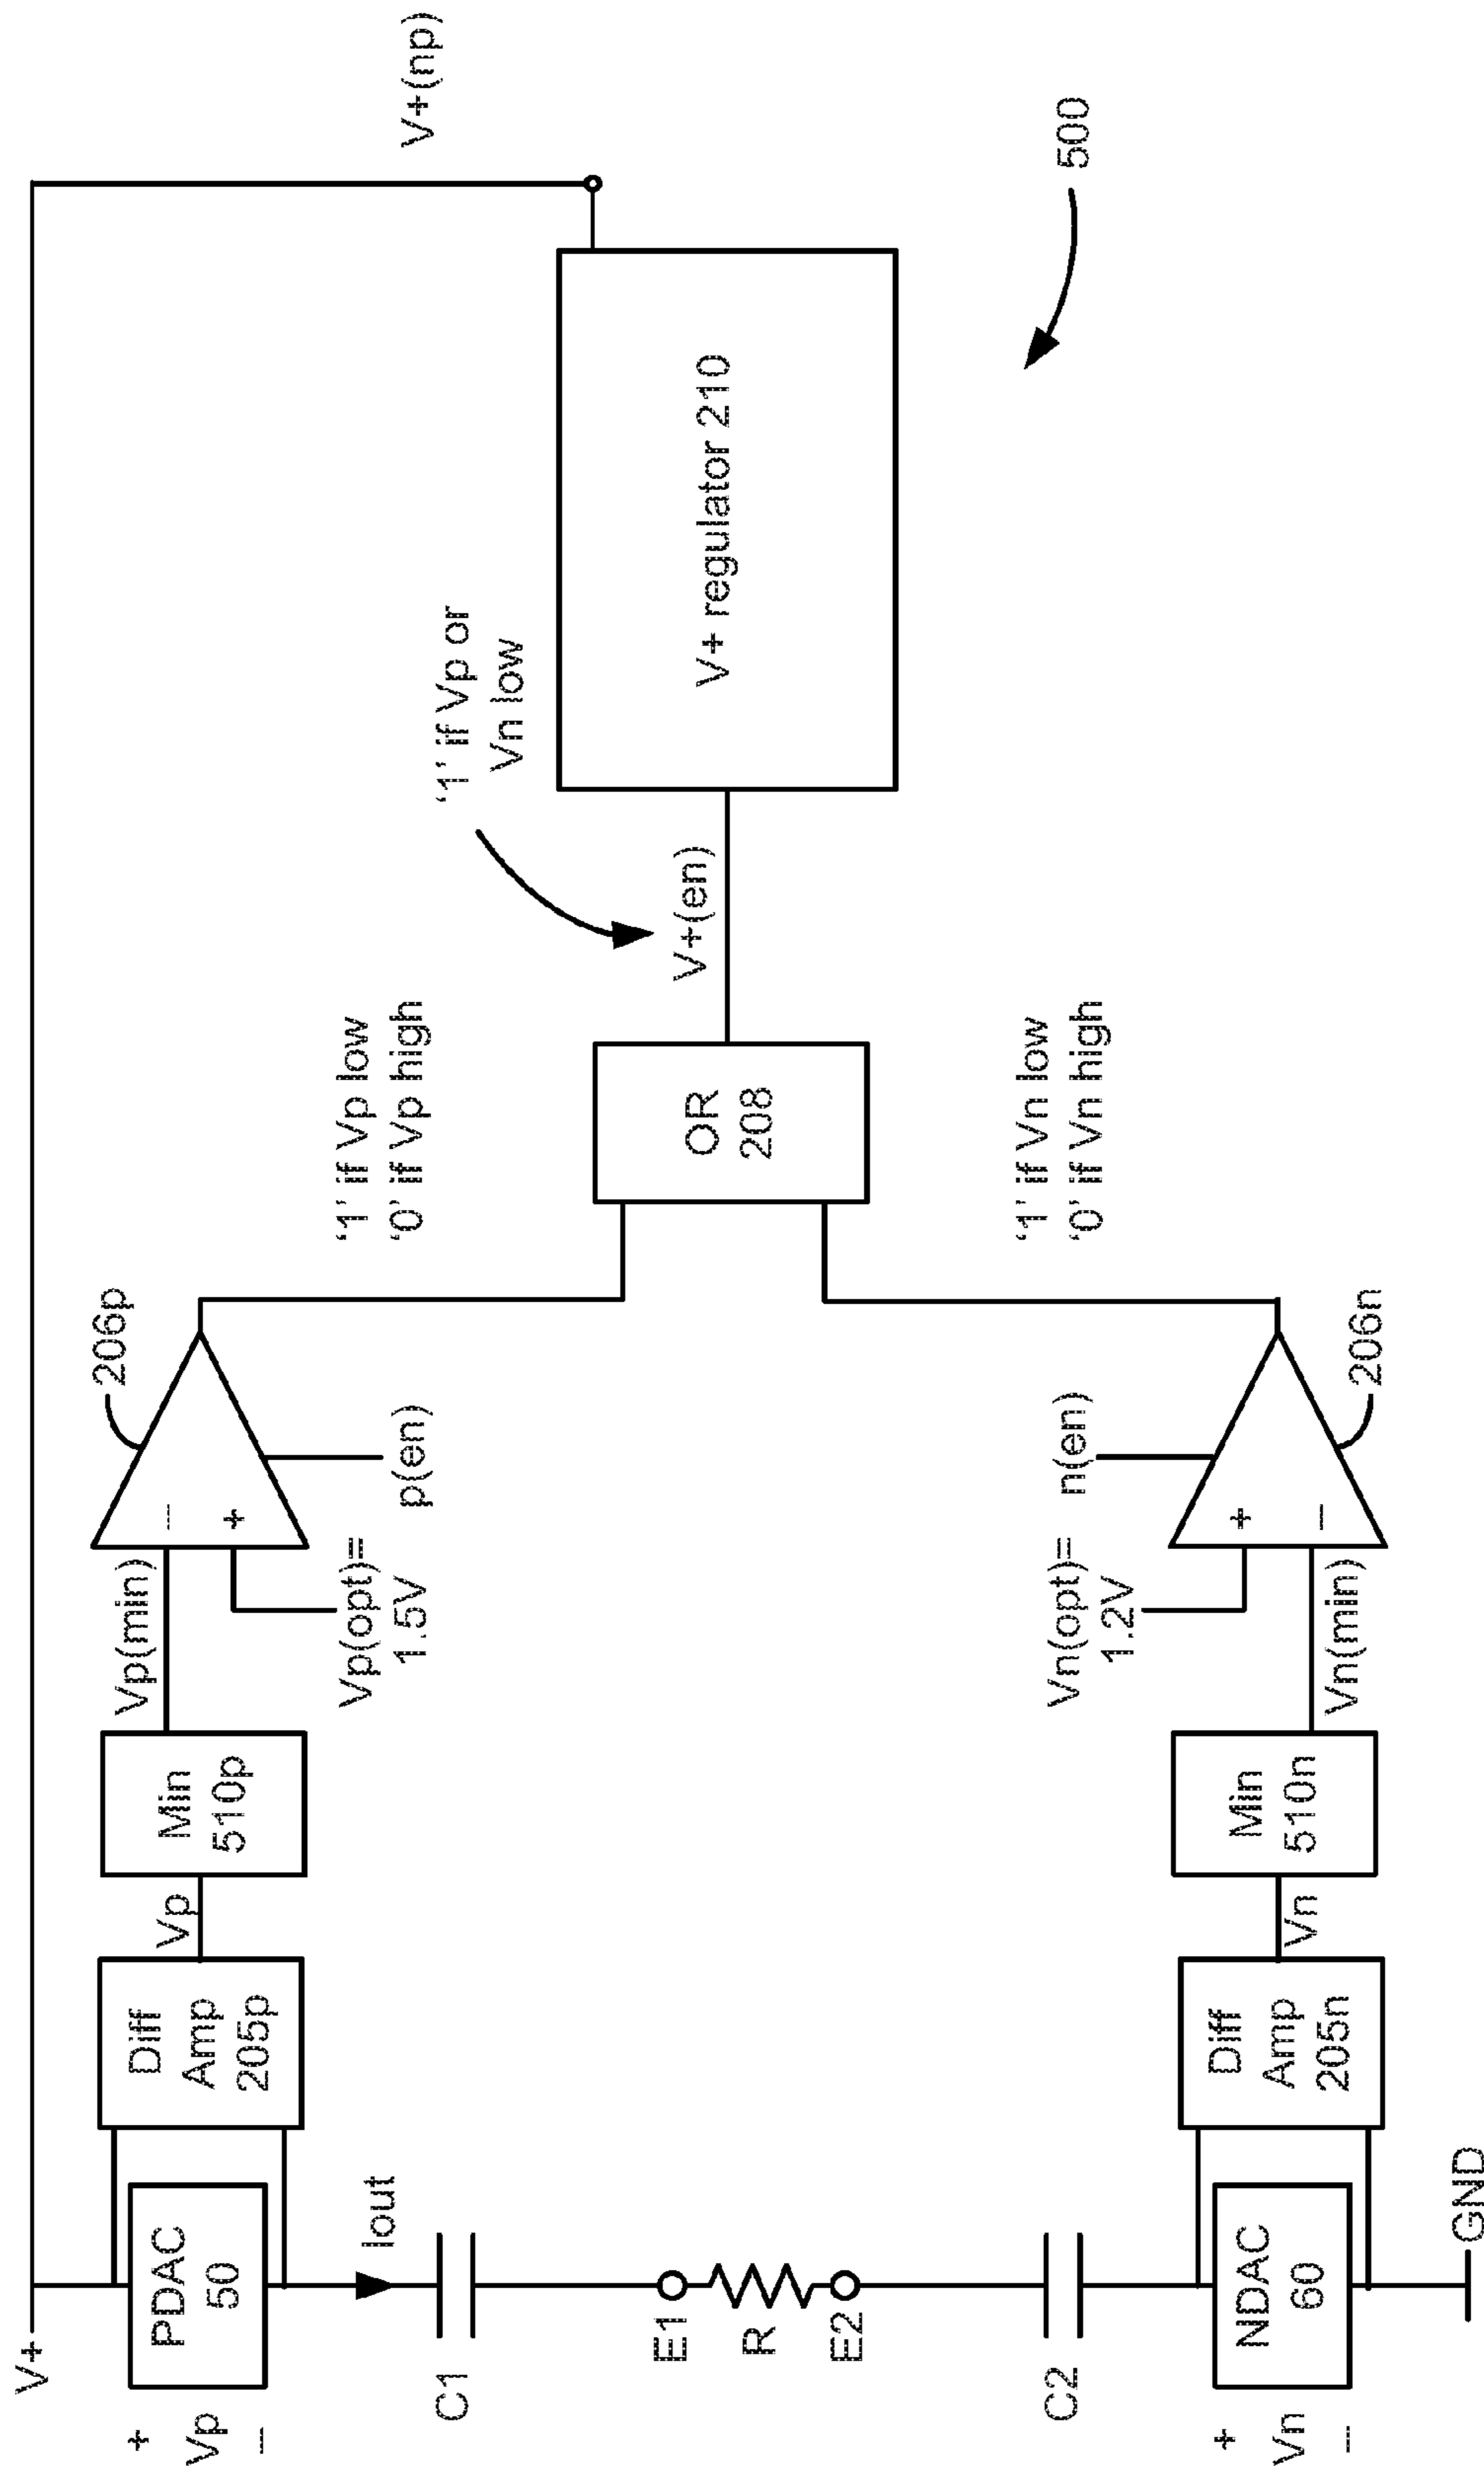 V+
V+(np)
+
Vp
–
PDAC
50
Diff
Amp
205p
Vp
Min
510p
Vp(min)
–
+
206p
Vp(opt)=
1.5V
p(en)
'1' if Vp low
'0' if Vp high
Iout
C1
E1
R
E2
C2
OR
208
V+(en)
'1' if Vp or
Vn low
V+ regulator 210
500
'1' if Vn low
'0' if Vn high
+
Vn
–
NDAC
60
Diff
Amp
205n
Vn
Min
510n
Vn(min)
Vn(opt)=
1.2V
n(en)
+
–
206n
GND